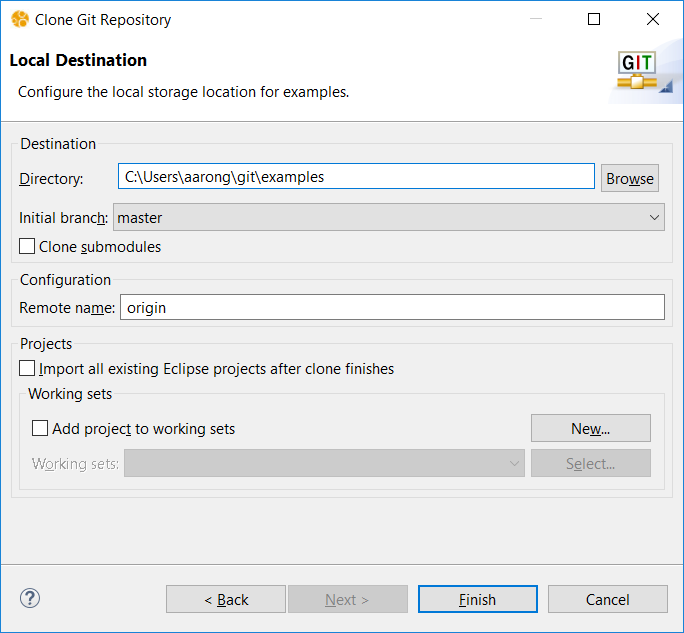 Clone Git Repository
Local Destination
Configure the local storage location for examples.
GIT
Destination
Directory: C:\Users\aarong\git\examples Browse
Initial branch: master
Clone submodules
Configuration
Remote name: origin
Projects
Import all existing Eclipse projects after clone finishes
Working sets
Add project to working sets New...
Working sets: Select...
? < Back Next > Finish Cancel